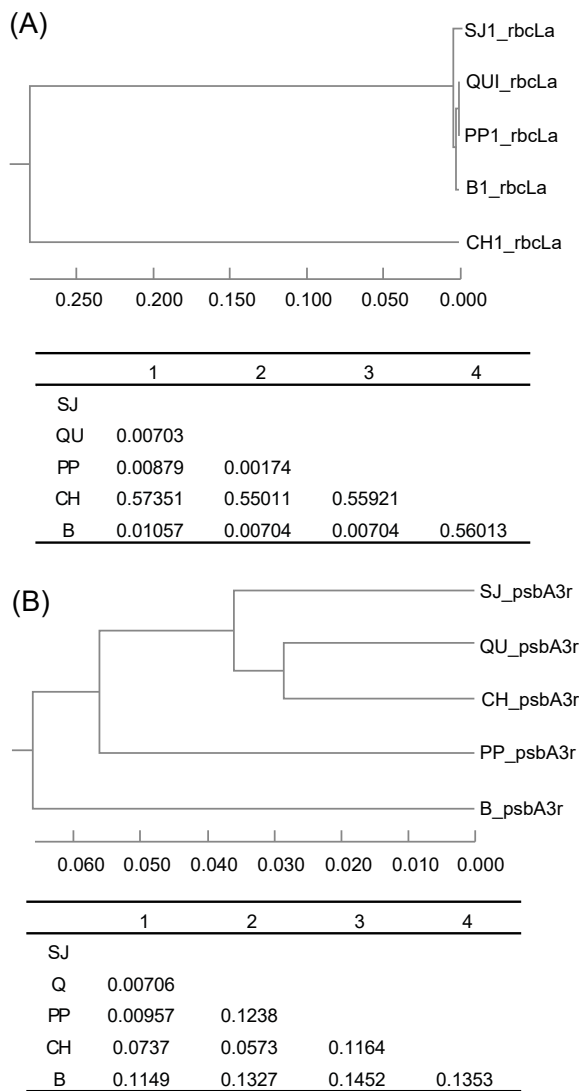 (A)
SJ1_rbcLa
QUI_rbcLa
PP1_rbcLa
B1_rbcLa
CH1_rbcLa
0.250 0.200 0.150 0.100 0.050 0.000
1 2 3 4
SJ
QU 0.00703
PP 0.00879 0.00174
CH 0.57351 0.55011 0.55921
B 0.01057 0.00704 0.00704 0.56013
(B)
SJ_psbA3r
QU_psbA3r
CH_psbA3r
PP_psbA3r
B_psbA3r
0.060 0.050 0.040 0.030 0.020 0.010 0.000
1 2 3 4
SJ
Q 0.00706
PP 0.00957 0.1238
CH 0.0737 0.0573 0.1164
B 0.1149 0.1327 0.1452 0.1353